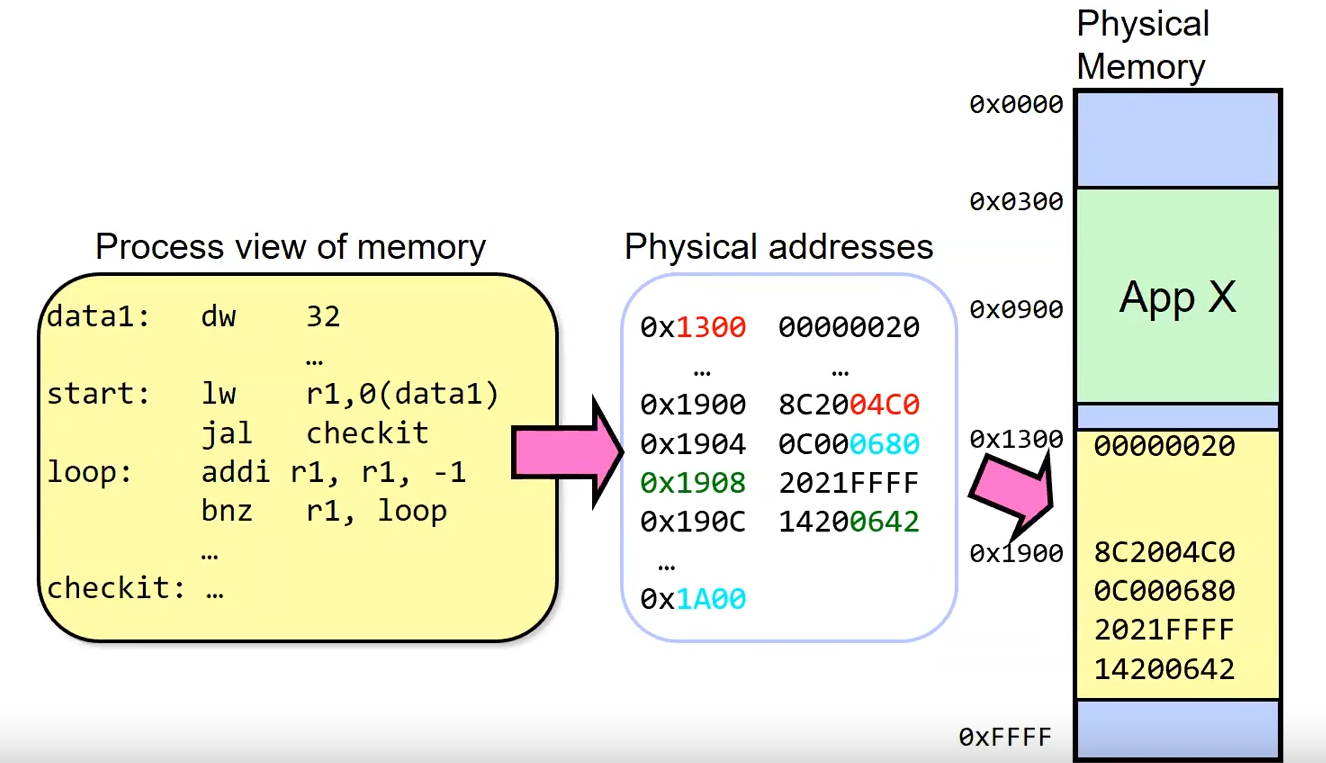 Physical
Memory
0x0000
0x0300
App X
0x0900
0x1300
00000020
0x1900
8C2004C0
0C000680
2021FFFF
14200642
0xFFFF
Process view of memory
data1: dw 32
…
start: lw r1,0(data1)
jal checkit
loop: addi r1, r1, -1
bnz r1, loop
…
checkit: …
Physical addresses
0x1300 00000020
… …
0x1900 8C2004C0
0x1904 0C000680
0x1908 2021FFFF
0x190C 14200642
…
0x1A00